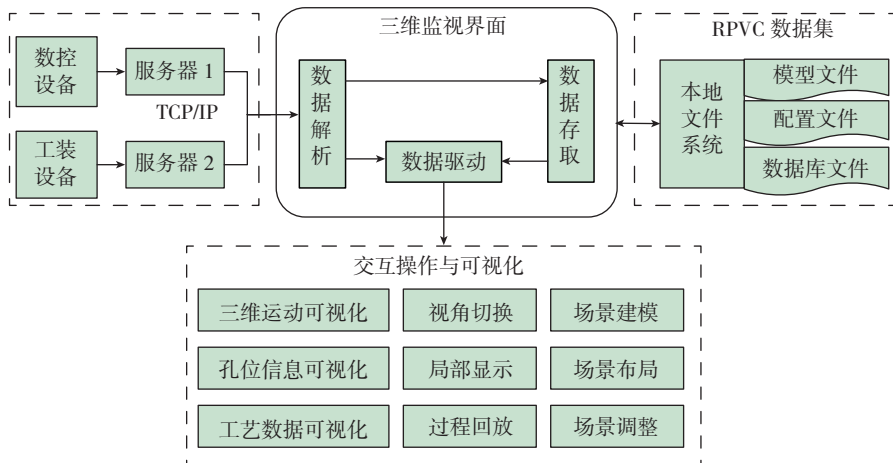 数控
设备
服务器 1
TCP/IP
工装
设备
服务器 2
三维监视界面
数据解析
数据存取
数据驱动
RPVC 数据集
本地
文件
系统
模型文件
配置文件
数据库文件
交互操作与可视化
三维运动可视化
视角切换
场景建模
孔位信息可视化
局部显示
场景布局
工艺数据可视化
过程回放
场景调整